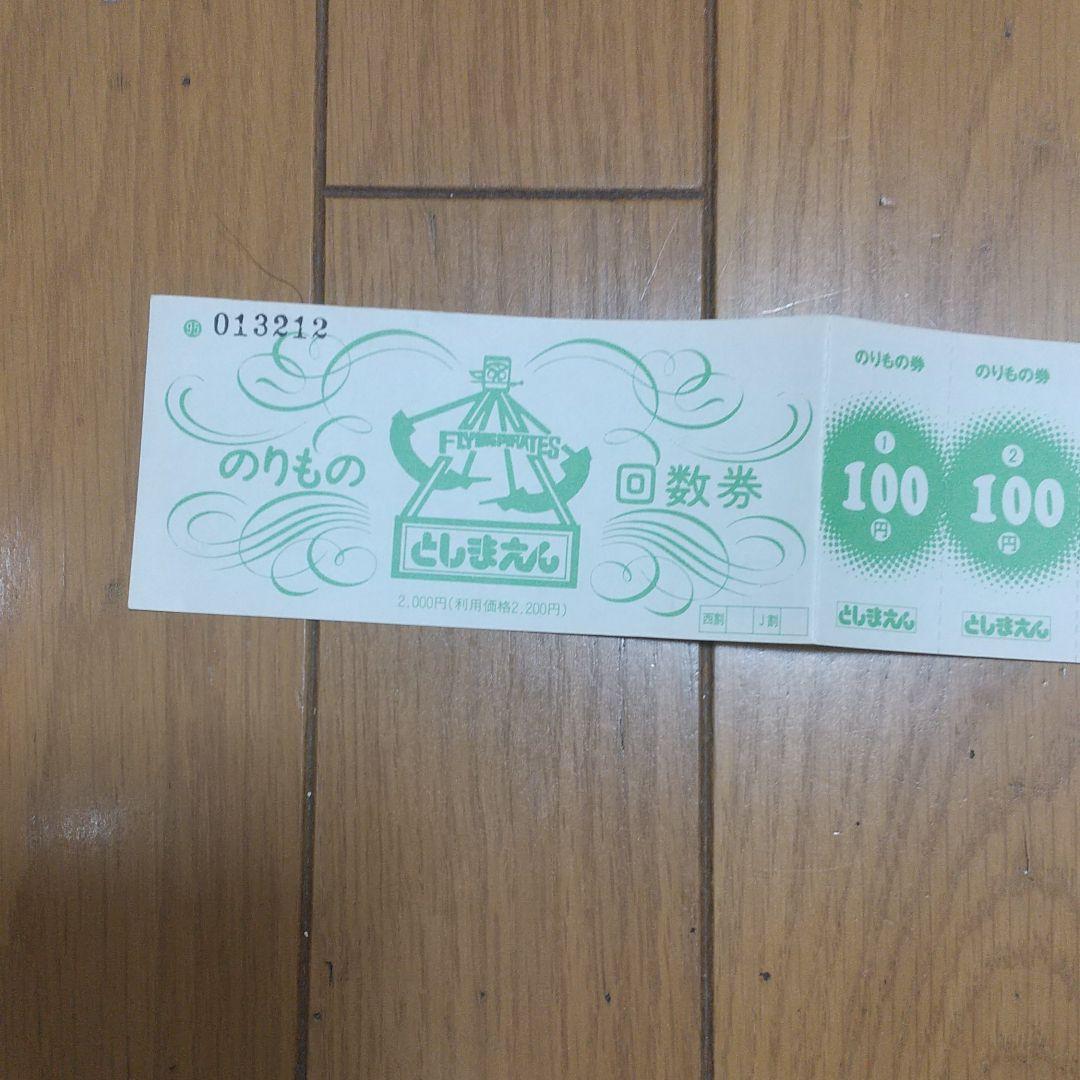 95 013212
FLYING PIRATES
のりもの 回数券
としまえん
2,000円(利用価格2,200円)
西割 J割
のりもの券
1
100
円
としまえん
のりもの券
2
100
円
としまえん